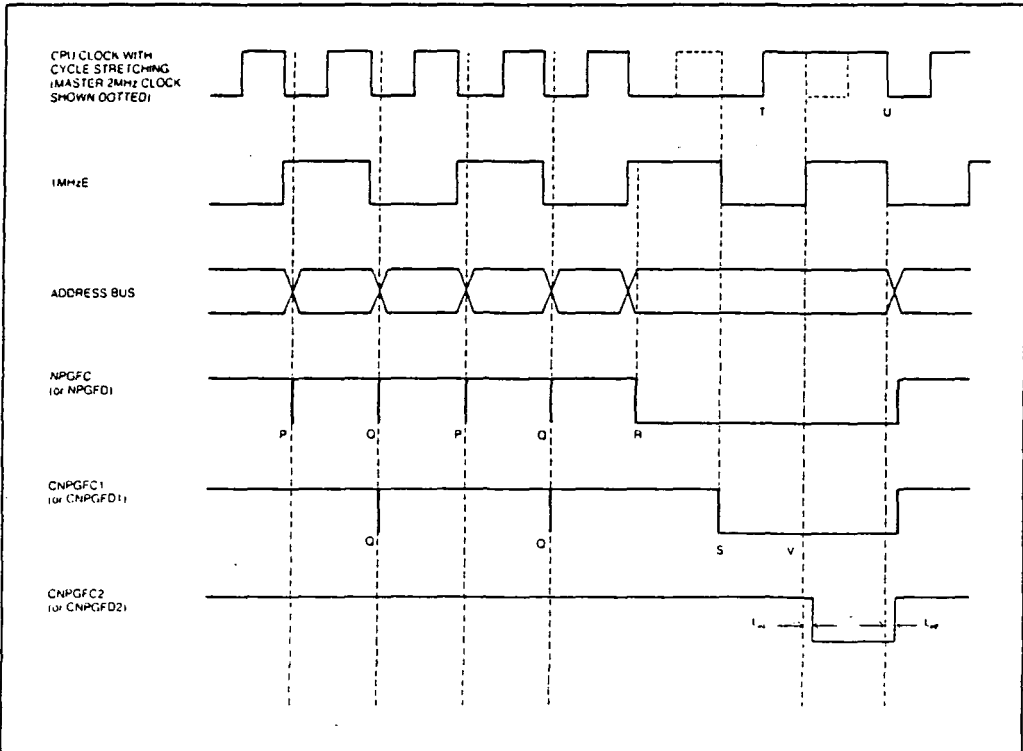 CPU CLOCK WITH
CYCLE STRETCHING
(MASTER 2MHz CLOCK
SHOWN DOTTED)
T U
1MHzE
ADDRESS BUS
NPGFC
(or NPGFD)
P Q P Q R
CNPGFC1
(or CNPGFD1)
Q Q S V
CNPGFC2
(or CNPGFD2)